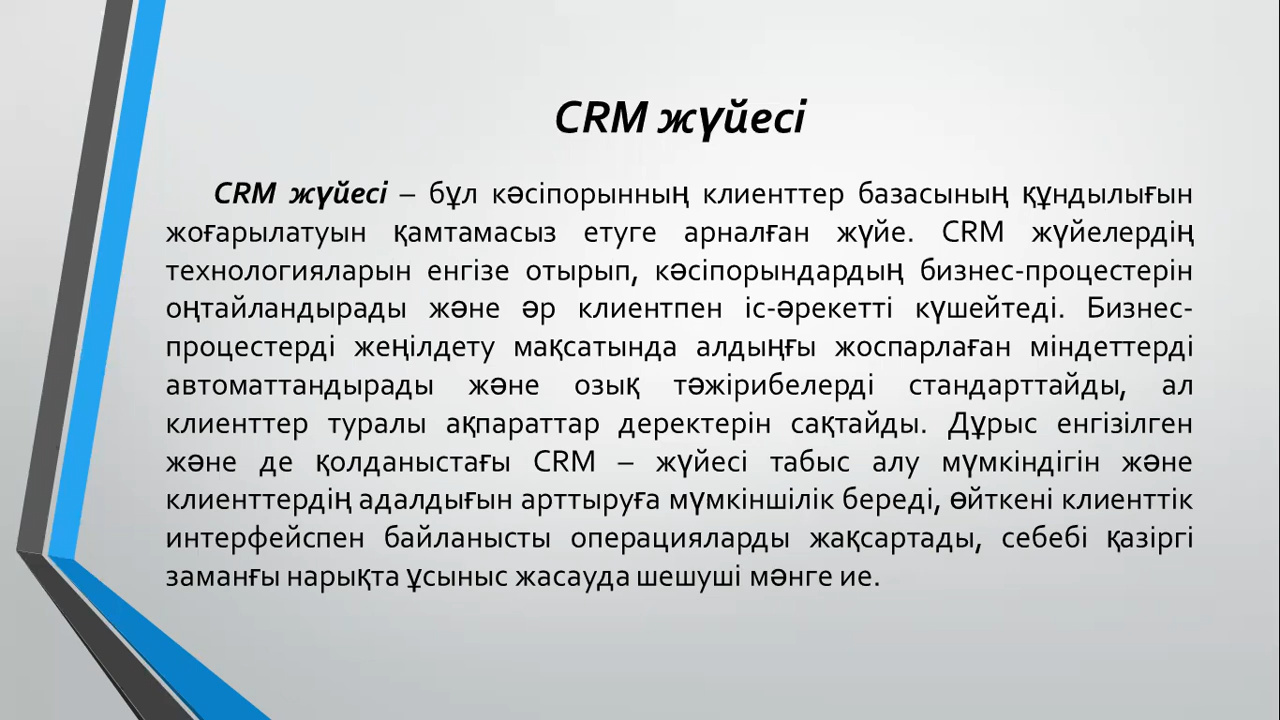 CRM жүйесі
CRM жүйесі – бұл кәсіпорынның клиенттер базасының құндылығын
жоғарылатуын қамтамасыз етуге арналған жүйе. CRM жүйелердің
технологияларын енгізе отырып, кәсіпорындардың бизнес-процестерін
оңтайландырады және әр клиентпен іс-әрекетті күшейтеді. Бизнес-
процестерді жеңілдету мақсатында алдыңғы жоспарлаған міндеттерді
автоматтандырады және озық тәжірибелерді стандарттайды, ал
клиенттер туралы ақпараттар деректерін сақтайды. Дұрыс енгізілген
және де қолданыстағы CRM – жүйесі табыс алу мүмкіндігін және
клиенттердің адалдығын арттыруға мүмкіншілік береді, өйткені клиенттік
интерфейспен байланысты операцияларды жақсартады, себебі қазіргі
заманғы нарықта ұсыныс жасауда шешуші мәнге ие.